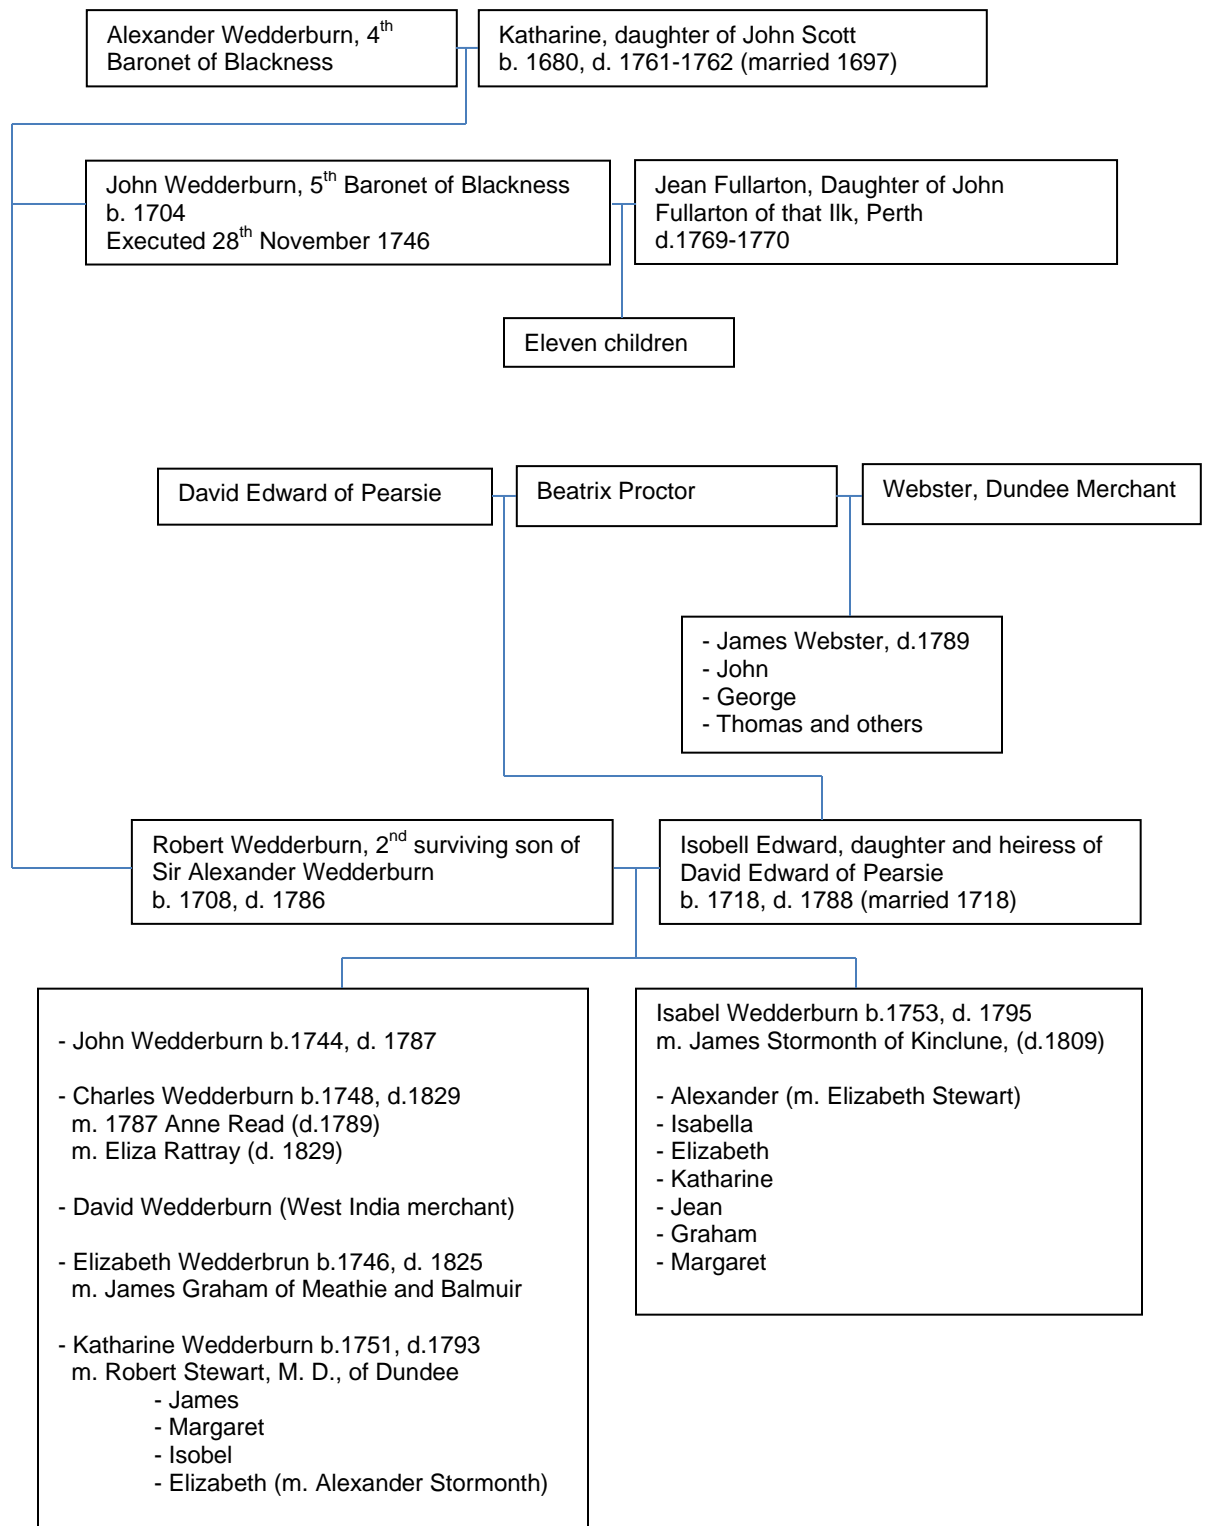 Alexander Wedderburn, 4th
Baronet of Blackness
Katharine, daughter of John Scott
b. 1680, d. 1761-1762 (married 1697)
John Wedderburn, 5th Baronet of Blackness
b. 1704
Executed 28th November 1746
Jean Fullarton, Daughter of John
Fullarton of that Ilk, Perth
d.1769-1770
Eleven children
David Edward of Pearsie
Beatrix Proctor
Webster, Dundee Merchant
- James Webster, d.1789
- John
- George
- Thomas and others
Robert Wedderburn, 2nd surviving son of
Sir Alexander Wedderburn
b. 1708, d. 1786
Isobell Edward, daughter and heiress of
David Edward of Pearsie
b. 1718, d. 1788 (married 1718)
- John Wedderburn b.1744, d. 1787
- Charles Wedderburn b.1748, d.1829
m. 1787 Anne Read (d.1789)
m. Eliza Rattray (d. 1829)
- David Wedderburn (West India merchant)
- Elizabeth Wedderbrun b.1746, d. 1825
m. James Graham of Meathie and Balmuir
- Katharine Wedderburn b.1751, d.1793
m. Robert Stewart, M. D., of Dundee
- James
- Margaret
- Isobel
- Elizabeth (m. Alexander Stormonth)
Isabel Wedderburn b.1753, d. 1795
m. James Stormonth of Kinclune, (d.1809)
- Alexander (m. Elizabeth Stewart)
- Isabella
- Elizabeth
- Katharine
- Jean
- Graham
- Margaret